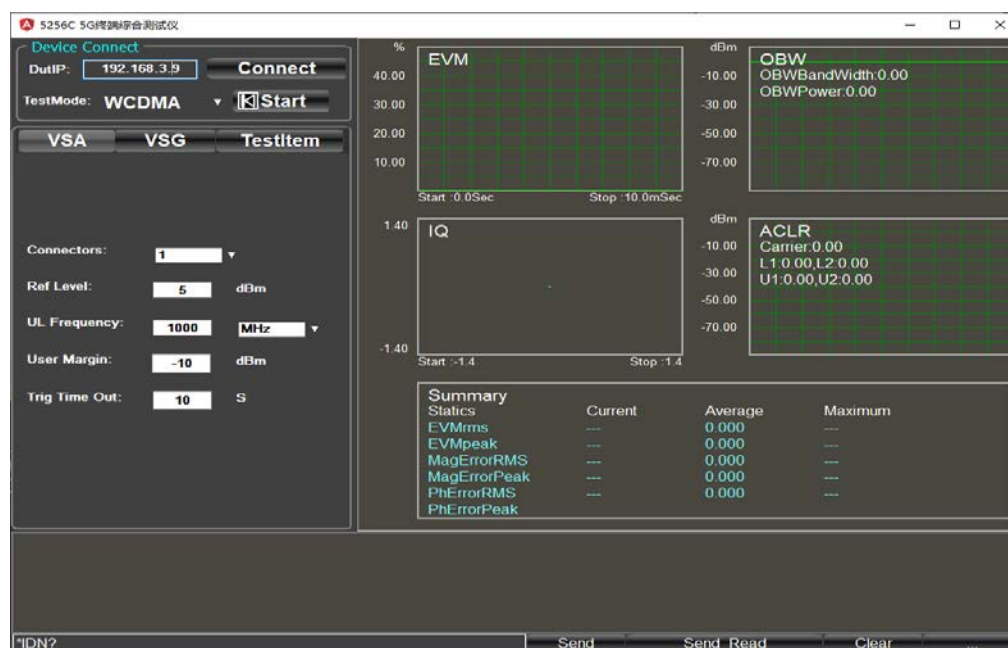 5256C 5G终端综合测试仪
Device Connect
DutIP: 192.168.3.9 Connect
TestMode: WCDMA Start
VSA VSG TestItem
Connectors: 1
Ref Level: 5 dBm
UL Frequency: 1000 MHz
User Margin: -10 dBm
Trig Time Out: 10 S
%
EVM
40.00
30.00
20.00
10.00
Start :0.0Sec Stop :10.0mSec
dBm
OBW
OBWBandWidth:0.00
OBWPower:0.00
-10.00
-30.00
-50.00
-70.00
1.40
IQ
-1.40
Start :-1.4 Stop :1.4
dBm
ACLR
Carrier:0.00
L1:0.00,L2:0.00
U1:0.00,U2:0.00
-10.00
-30.00
-50.00
-70.00
Summary
Statics Current Average Maximum
EVMrms --- 0.000 ---
EVMpeak --- 0.000 ---
MagErrorRMS --- 0.000 ---
MagErrorPeak --- 0.000 ---
PhErrorRMS --- 0.000 ---
PhErrorPeak
*IDN? Send Send_Read Clear ...